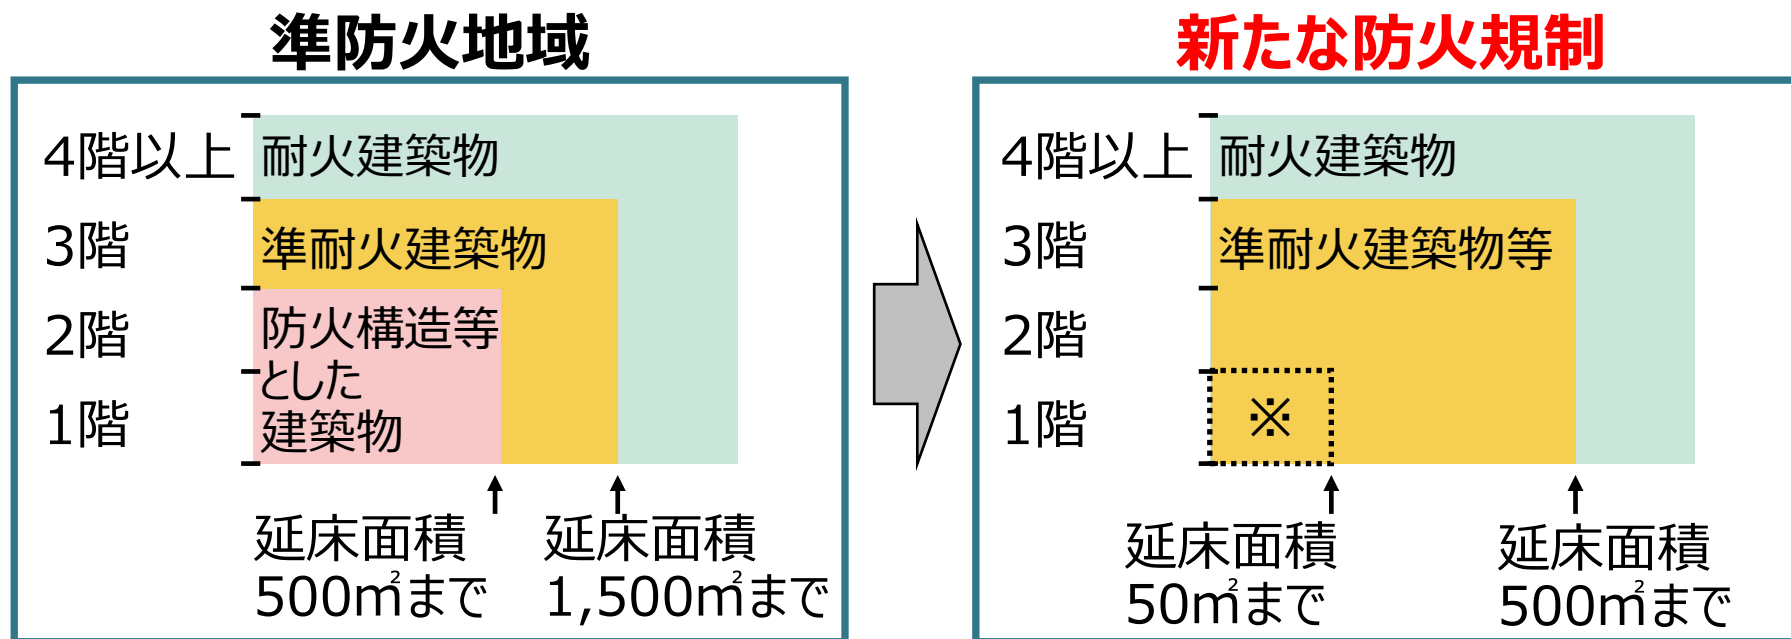 準防火地域
4階以上
耐火建築物
3階
準耐火建築物
2階
防火構造等
とした
建築物
1階
延床面積
500㎡まで
延床面積
1,500㎡まで
新たな防火規制
4階以上
耐火建築物
3階
準耐火建築物等
2階
1階
※
延床面積
50㎡まで
延床面積
500㎡まで